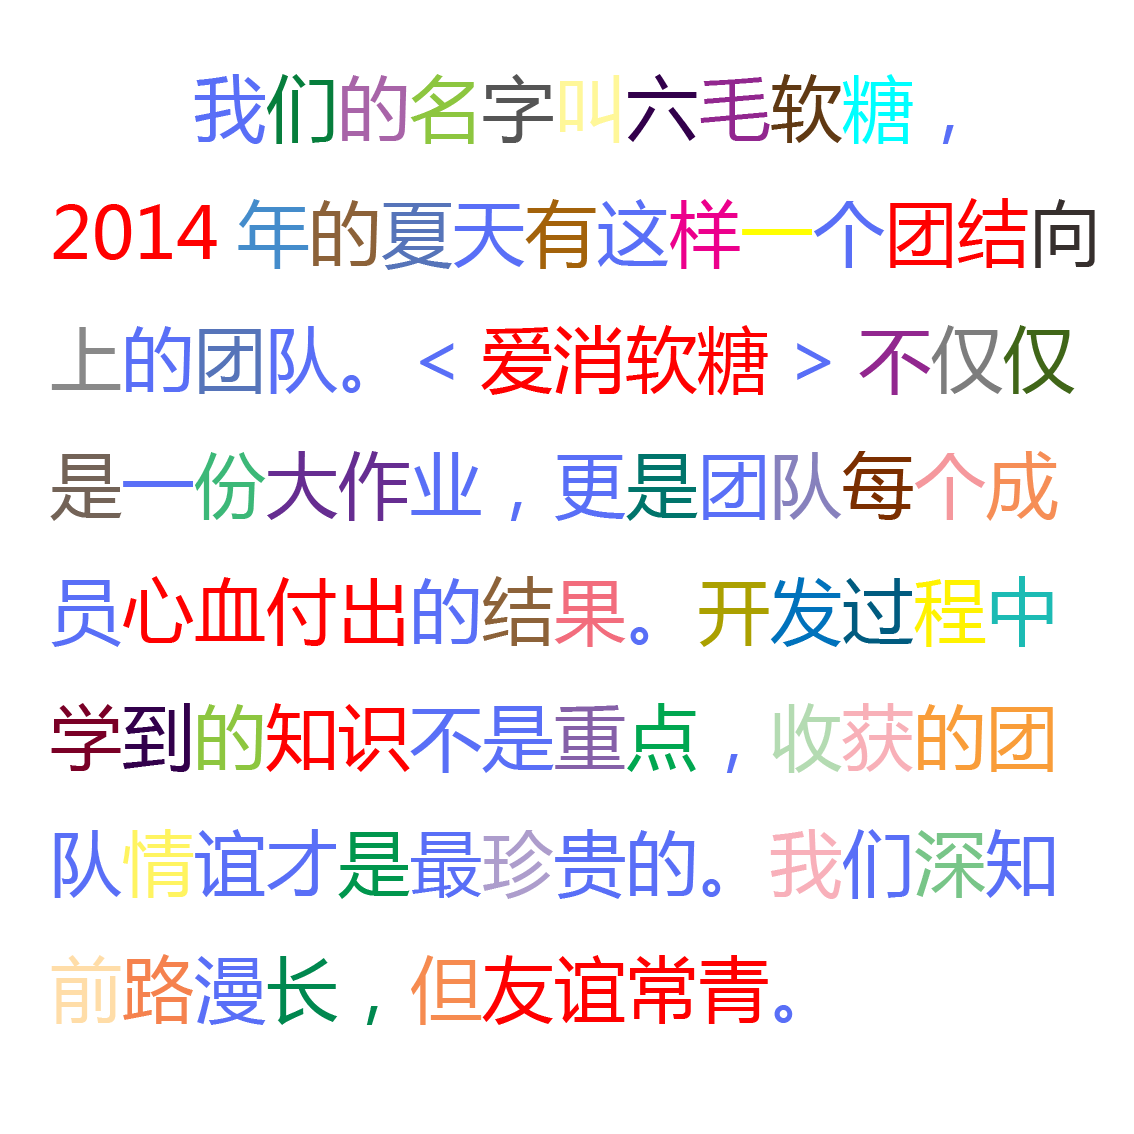 我们的名字叫六毛软糖，
2014 年的夏天有这样一个团结向
上的团队。 < 爱消软糖 > 不仅仅
是一份大作业，更是团队每个成
员心血付出的结果。开发过程中
学到的知识不是重点，收获的团
队情谊才是最珍贵的。我们深知
前路漫长，但友谊常青。